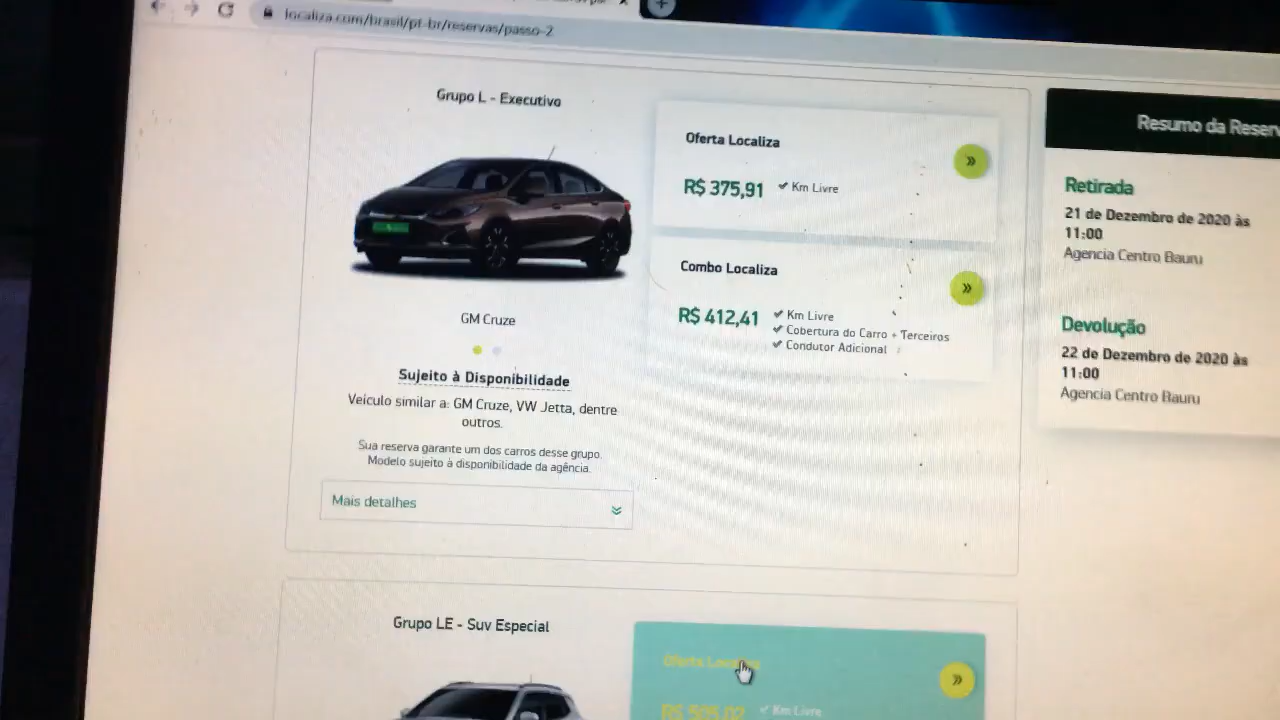 localiza.com/brasil/pt-br/reservas/passo-2
Grupo L - Executivo
GM Cruze
Sujeito à Disponibilidade
Veículo similar a: GM Cruze, VW Jetta, dentre
outros.
Sua reserva garante um dos carros desse grupo.
Modelo sujeito à disponibilidade da agência.
Mais detalhes
Oferta Localiza
R$ 375,91
Km Livre
Combo Localiza
R$ 412,41
Km Livre
Cobertura do Carro + Terceiros
Condutor Adicional
Resumo da Reserv
Retirada
21 de Dezembro de 2020 às
11:00
Agencia Centro Bauru
Devolução
22 de Dezembro de 2020 às
11:00
Agencia Centro Bauru
Grupo LE - Suv Especial
Oferta
Km Livre